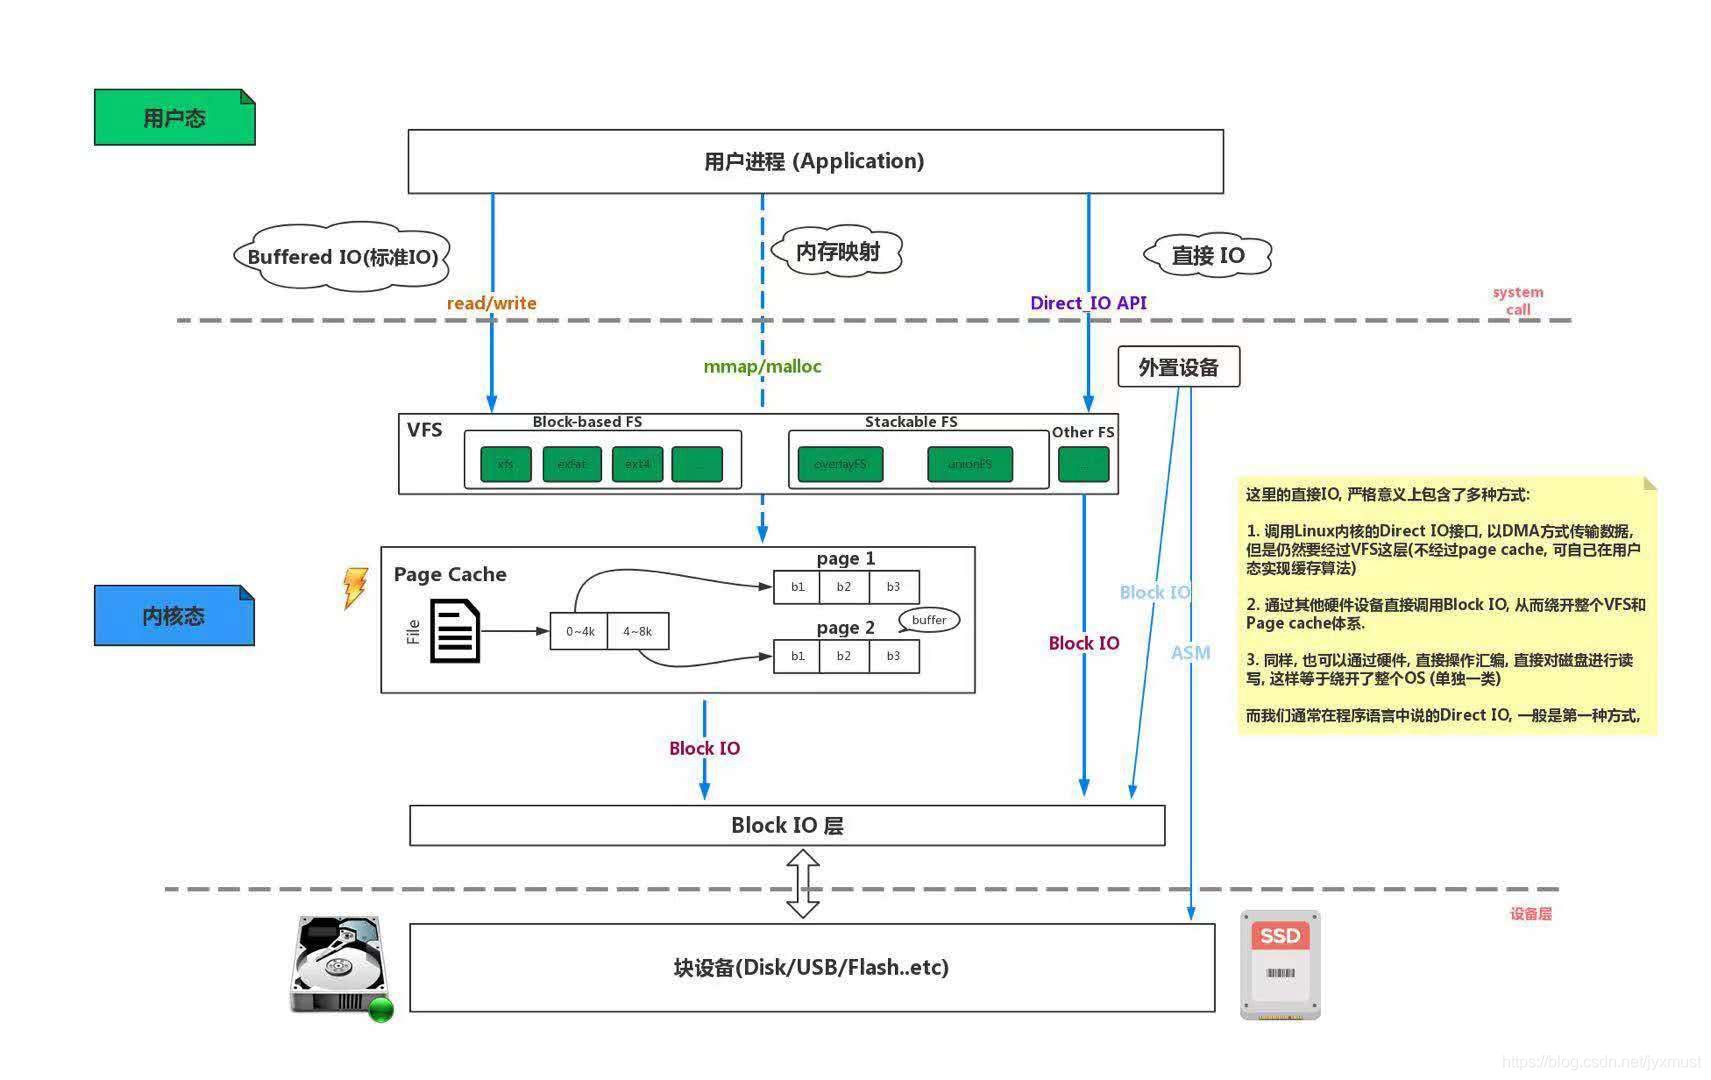 用户态
用户进程 (Application)
Buffered IO(标准IO)
内存映射
直接 IO
read/write
Direct_IO API
system
call
mmap/malloc
外置设备
VFS
Block-based FS
Stackable FS
Other FS
xfs
exFat
ext4
...
overlayFS
unionFS
...
这里的直接IO, 严格意义上包含了多种方式:
1. 调用Linux内核的Direct IO接口, 以DMA方式传输数据,
但是仍然要经过VFS这层(不经过page cache, 可自己在用户
态实现缓存算法)
2. 通过其他硬件设备直接调用Block IO, 从而绕开整个VFS和
Page cache体系.
3. 同样, 也可以通过硬件, 直接操作汇编, 直接对磁盘进行读
写, 这样等于绕开了整个OS (单独一类)
而我们通常在程序语言中说的Direct IO, 一般是第一种方式,
内核态
Page Cache
File
0~4k
4~8k
page 1
b1
b2
b3
buffer
page 2
b1
b2
b3
Block IO
Block IO
ASM
Block IO
Block IO 层
设备层
块设备(Disk/USB/Flash..etc)
SSD
https://blog.csdn.net/jyxmust